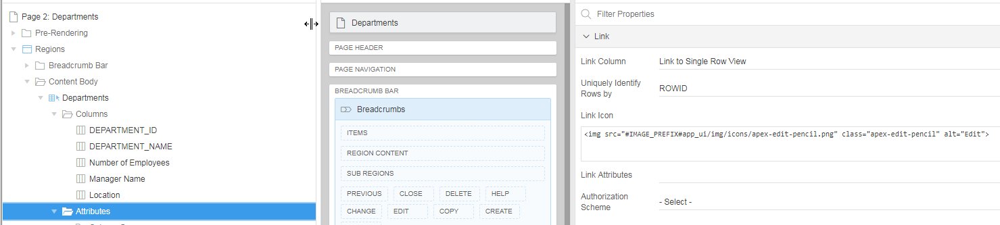 Page 2: Departments
Pre-Rendering
Regions
Breadcrumb Bar
Content Body
Departments
Columns
DEPARTMENT_ID
DEPARTMENT_NAME
Number of Employees
Manager Name
Location
Attributes
Departments
PAGE HEADER
PAGE NAVIGATION
BREADCRUMB BAR
Breadcrumbs
ITEMS
REGION CONTENT
SUB REGIONS
PREVIOUS CLOSE DELETE HELP
CHANGE EDIT COPY CREATE
Filter Properties
Link
Link Column Link to Single Row View
Uniquely Identify
Rows by ROWID
Link Icon
<img src="#IMAGE_PREFIX#app_ui/img/icons/apex-edit-pencil.png" class="apex-edit-pencil" alt="Edit">
Link Attributes
Authorization
Scheme - Select -